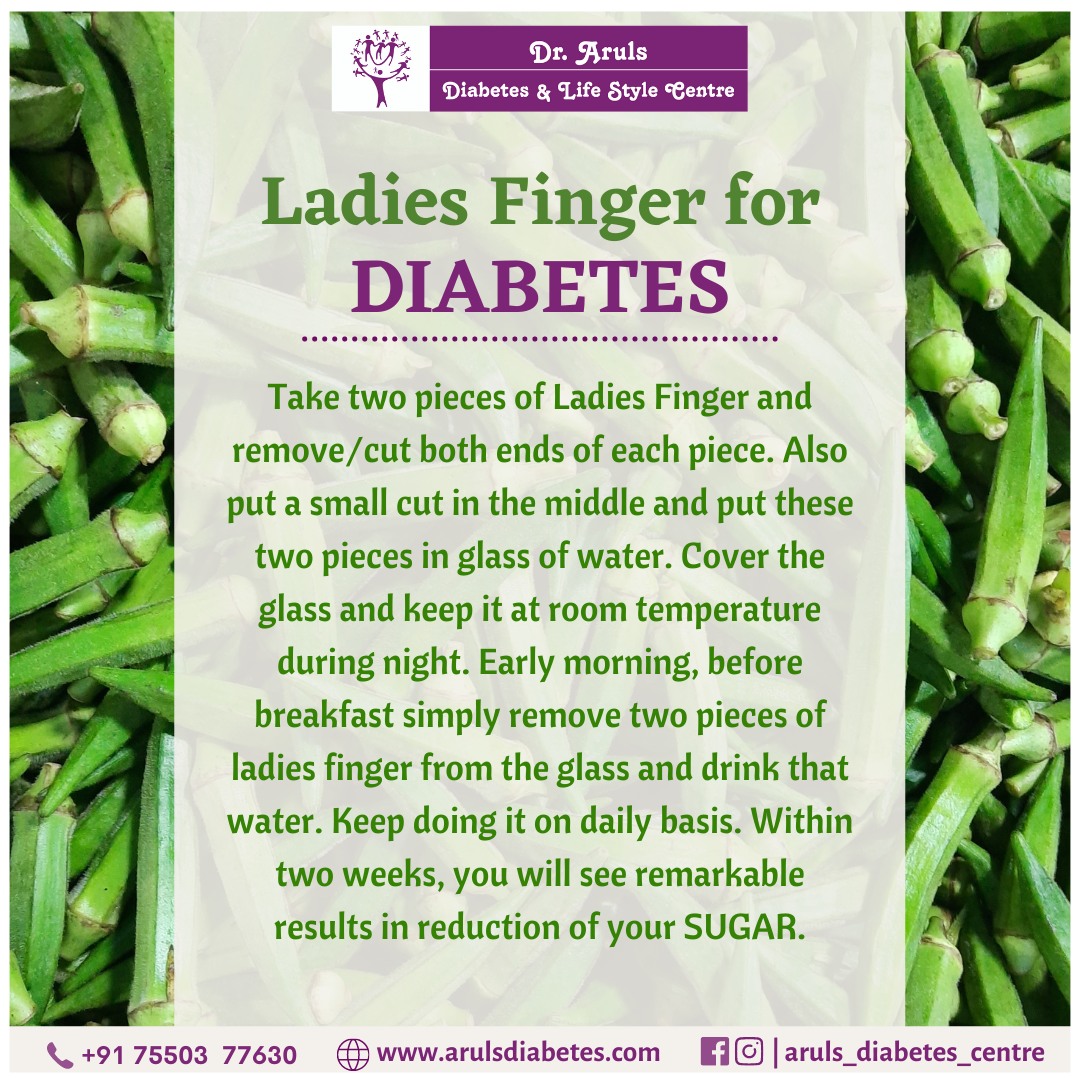 Dr. Aruls
Diabetes & Life Style Centre
Ladies Finger for
DIABETES
Take two pieces of Ladies Finger and
remove/cut both ends of each piece. Also
put a small cut in the middle and put these
two pieces in glass of water. Cover the
glass and keep it at room temperature
during night. Early morning, before
breakfast simply remove two pieces of
ladies finger from the glass and drink that
water. Keep doing it on daily basis. Within
two weeks, you will see remarkable
results in reduction of your SUGAR.
+91 75503 77630
www.arulsdiabetes.com
| aruls_diabetes_centre